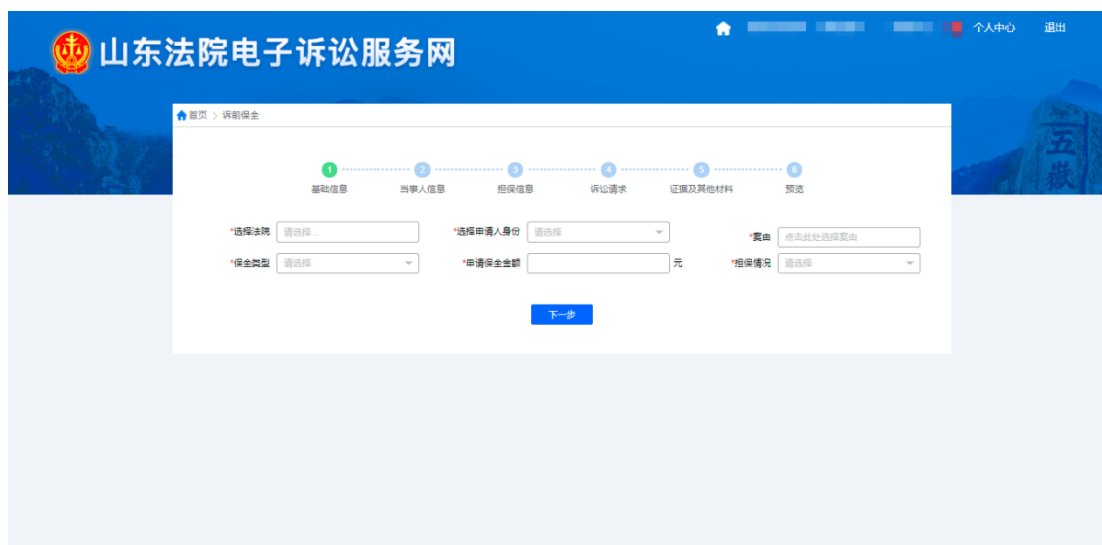 个人中心 退出
山东法院电子诉讼服务网
首页 > 诉前保全
1 2 3 4 5 6
基础信息 当事人信息 担保信息 诉讼请求 证据及其他材料 预览
*选择法院 请选择... *选择申请人身份 请选择 *案由 点击此处选择案由
*保全类型 请选择 *申请保全金额 元 *担保情况 请选择
下一步
五嶽